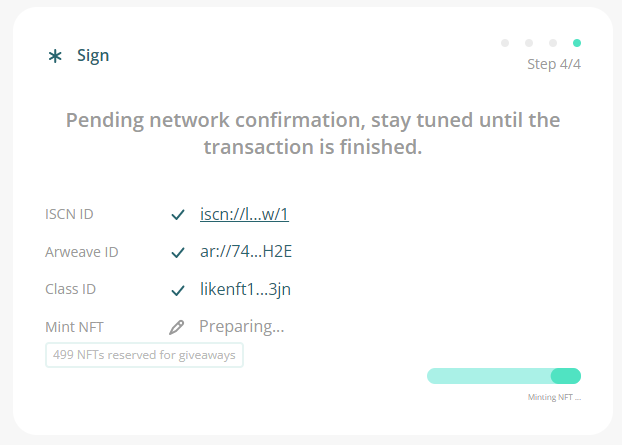 Sign
Step 4/4
Pending network confirmation, stay tuned until the
transaction is finished.
ISCN ID iscn://l...w/1
Arweave ID ar://74...H2E
Class ID likenft1...3jn
Mint NFT Preparing...
499 NFTs reserved for giveaways
Minting NFT ...